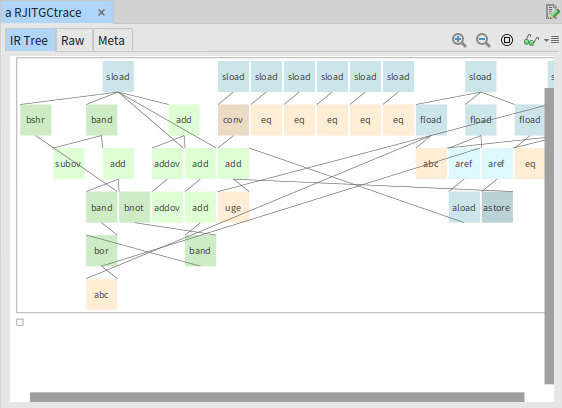 a RJITGCtrace ×
IR Tree Raw Meta
sload sload sload sload sload sload sload sload s
bshr band add conv eq eq eq eq eq fload fload fload
subov add addov add add abc aref aref eq
band bnot addov add uge aload astore
bor band
abc